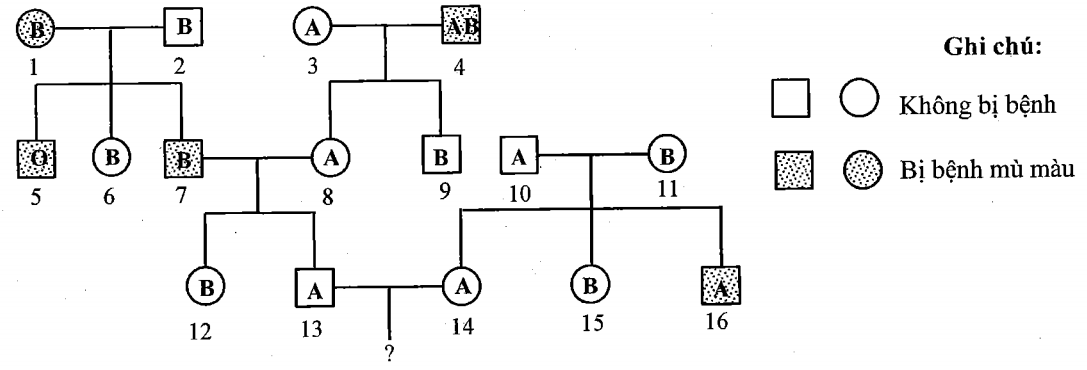 B B A AB
1 2 3 4
O B B A B A B
5 6 7 8 9 10 11
B A A B A
12 13 14 15 16
?
Ghi chú:
Không bị bệnh
Bị bệnh mù màu